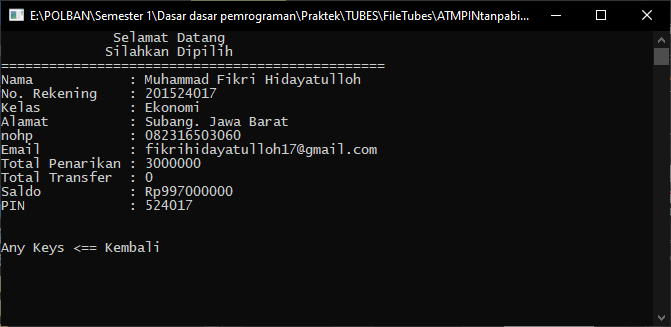 E:\POLBAN\Semester 1\Dasar dasar pemrograman\Praktek\TUBES\FileTubes\ATMPINtanpabi...
Selamat Datang
Silahkan Dipilih
================================================
Nama            : Muhammad Fikri Hidayatulloh
No. Rekening    : 201524017
Kelas           : Ekonomi
Alamat          : Subang. Jawa Barat
nohp            : 082316503060
Email           : fikrihidayatulloh17@gmail.com
Total Penarikan : 3000000
Total Transfer  : 0
Saldo           : Rp997000000
PIN             : 524017
Any Keys <== Kembali